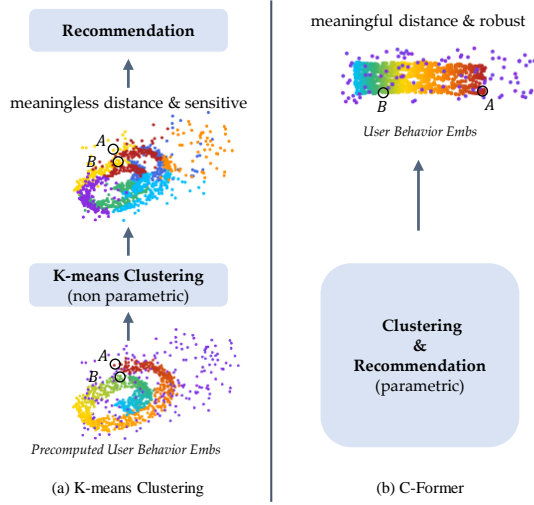 Recommendation
meaningless distance & sensitive
A
B
K-means Clustering
(non parametric)
A
B
Precomputed User Behavior Embs
(a) K-means Clustering
meaningful distance & robust
B
A
User Behavior Embs
Clustering
&
Recommendation
(parametric)
(b) C-Former